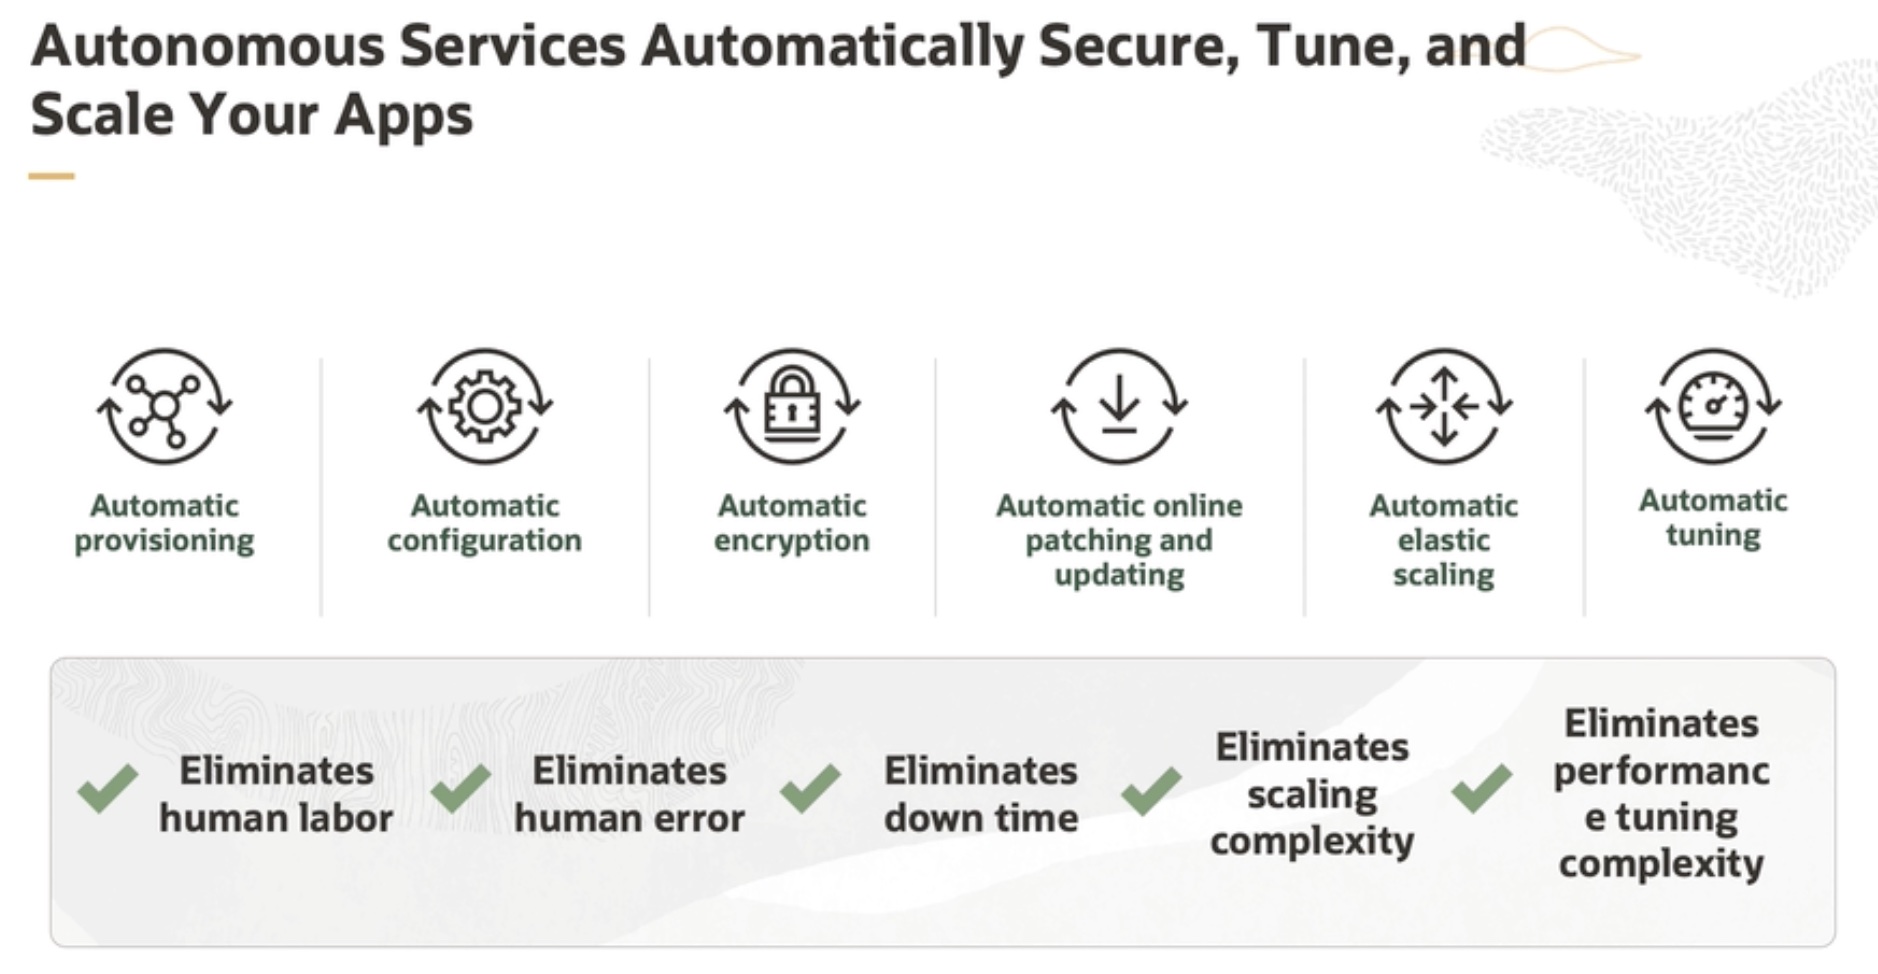 Autonomous Services Automatically Secure, Tune, and
Scale Your Apps
Automatic
provisioning
Automatic
configuration
Automatic
encryption
Automatic online
patching and
updating
Automatic
elastic
scaling
Automatic
tuning
Eliminates
human labor
Eliminates
human error
Eliminates
down time
Eliminates
scaling
complexity
Eliminates
performanc
e tuning
complexity